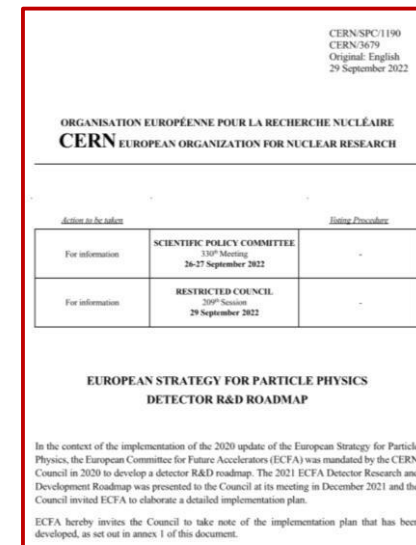 CERN/SPC/1190
CERN/3679
Original: English
29 September 2022
ORGANISATION EUROPÉENNE POUR LA RECHERCHE NUCLÉAIRE
CERN EUROPEAN ORGANIZATION FOR NUCLEAR RESEARCH
Action to be taken
Voting Procedure
For information
SCIENTIFIC POLICY COMMITTEE
330th Meeting
26-27 September 2022
-
For information
RESTRICTED COUNCIL
209th Session
29 September 2022
-
EUROPEAN STRATEGY FOR PARTICLE PHYSICS
DETECTOR R&D ROADMAP
In the context of the implementation of the 2020 update of the European Strategy for Particle
Physics, the European Committee for Future Accelerators (ECFA) was mandated by the CERN
Council in 2020 to develop a detector R&D roadmap. The 2021 ECFA Detector Research and
Development Roadmap was presented to the Council at its meeting in December 2021 and the
Council invited ECFA to elaborate a detailed implementation plan.
ECFA hereby invites the Council to take note of the implementation plan that has been
developed, as set out in annex 1 of this document.